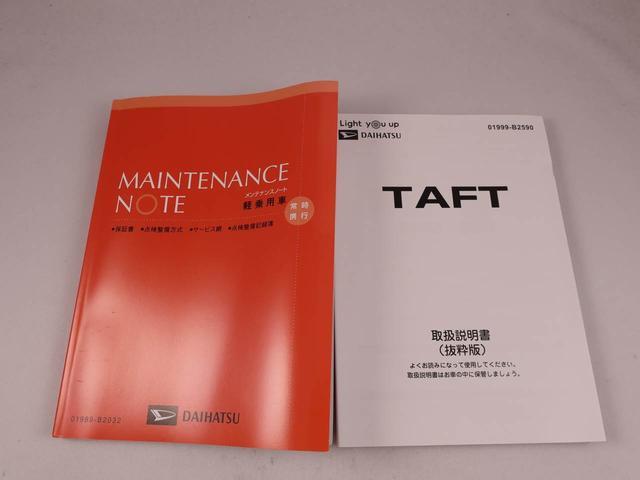 MAINTENANCE
NOTE
メンテナンスノート
軽乗用車
常時
携行
●保証書 ●点検整備方式 ●サービス網 ●点検整備記録簿
DAIHATSU
01999-B2032
Light you up
DAIHATSU
01999-B2590
TAFT
取扱説明書
(抜粋版)
よくお読みになって使用してください。
取扱説明書はお車の中に保管しましょう。